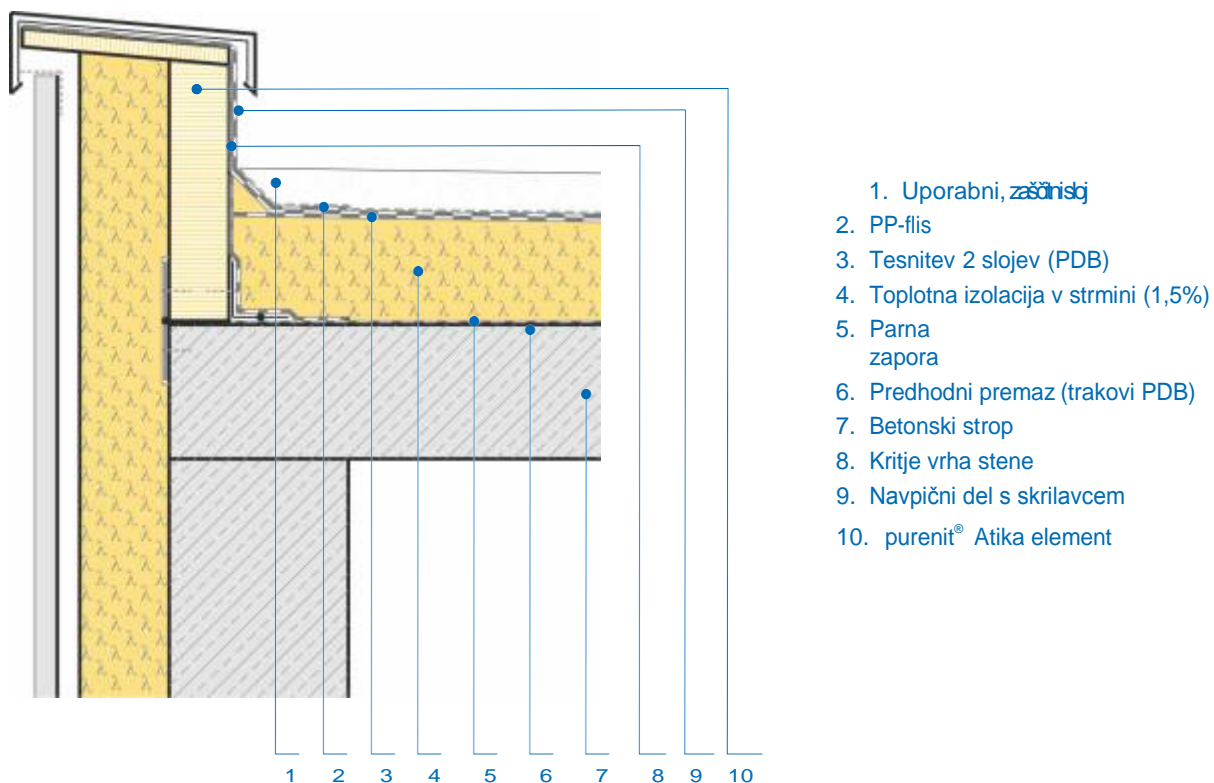 1. Uporabni, zaščitni sloj
2. PP-flis
3. Tesnitev 2 slojev (PDB)
4. Toplotna izolacija v strmini (1,5%)
5. Parna
zapora
6. Predhodni premaz (trakovi PDB)
7. Betonski strop
8. Kritje vrha stene
9. Navpični del s skrilavcem
10. purenit® Atika element
1 2 3 4 5 6 7 8 9 10